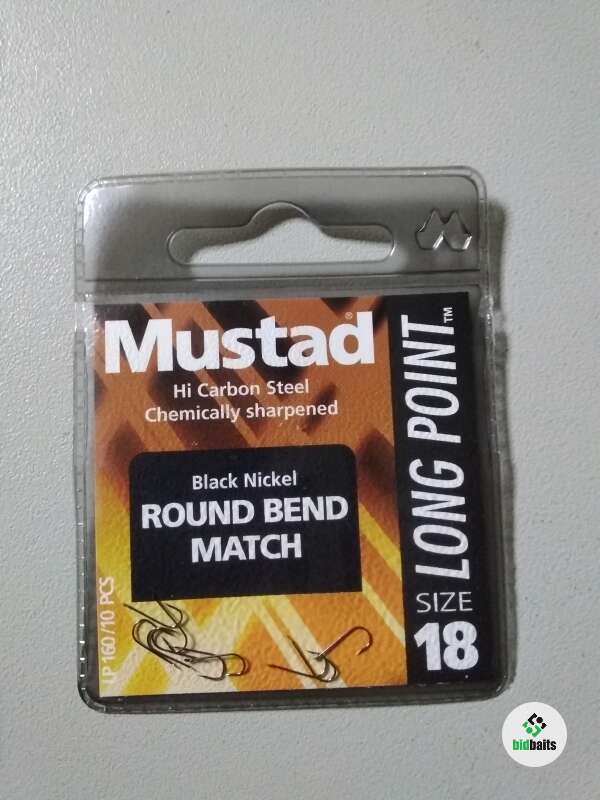 Mustad®
Hi Carbon Steel
Chemically sharpened
Black Nickel
ROUND BEND
MATCH
LP 160/10 PCS
LONG POINT™
SIZE
18
bidbaits